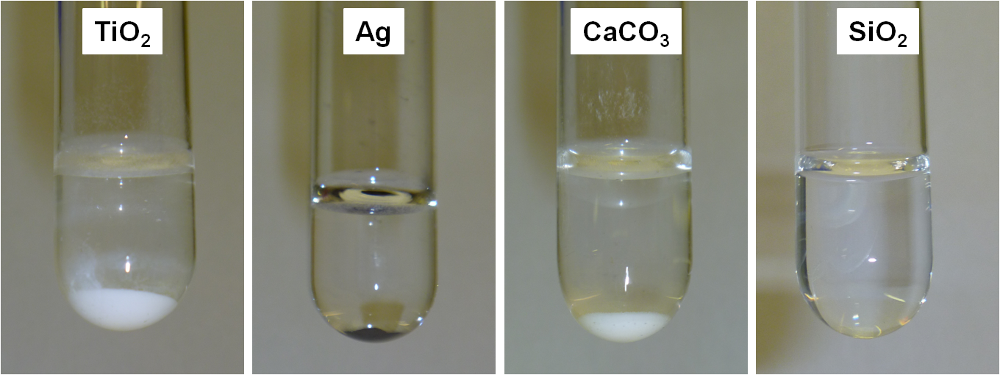 TiO₂
Ag
CaCO₃
SiO₂